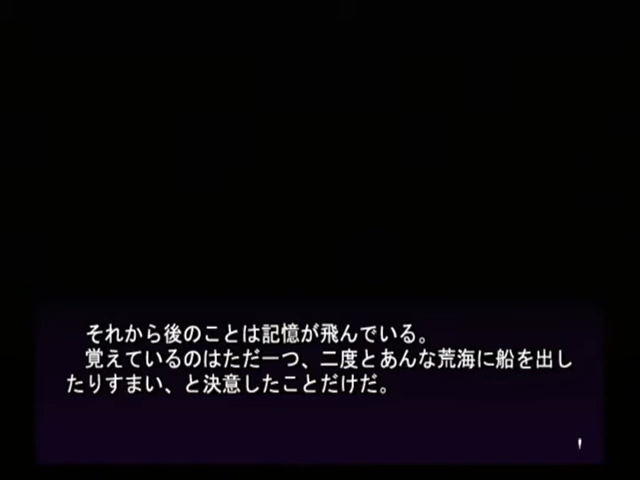 それから後のことは記憶が飛んでいる。
覚えているのはただ一つ、二度とあんな荒海に船を出し
たりすまい、と決意したことだけだ。